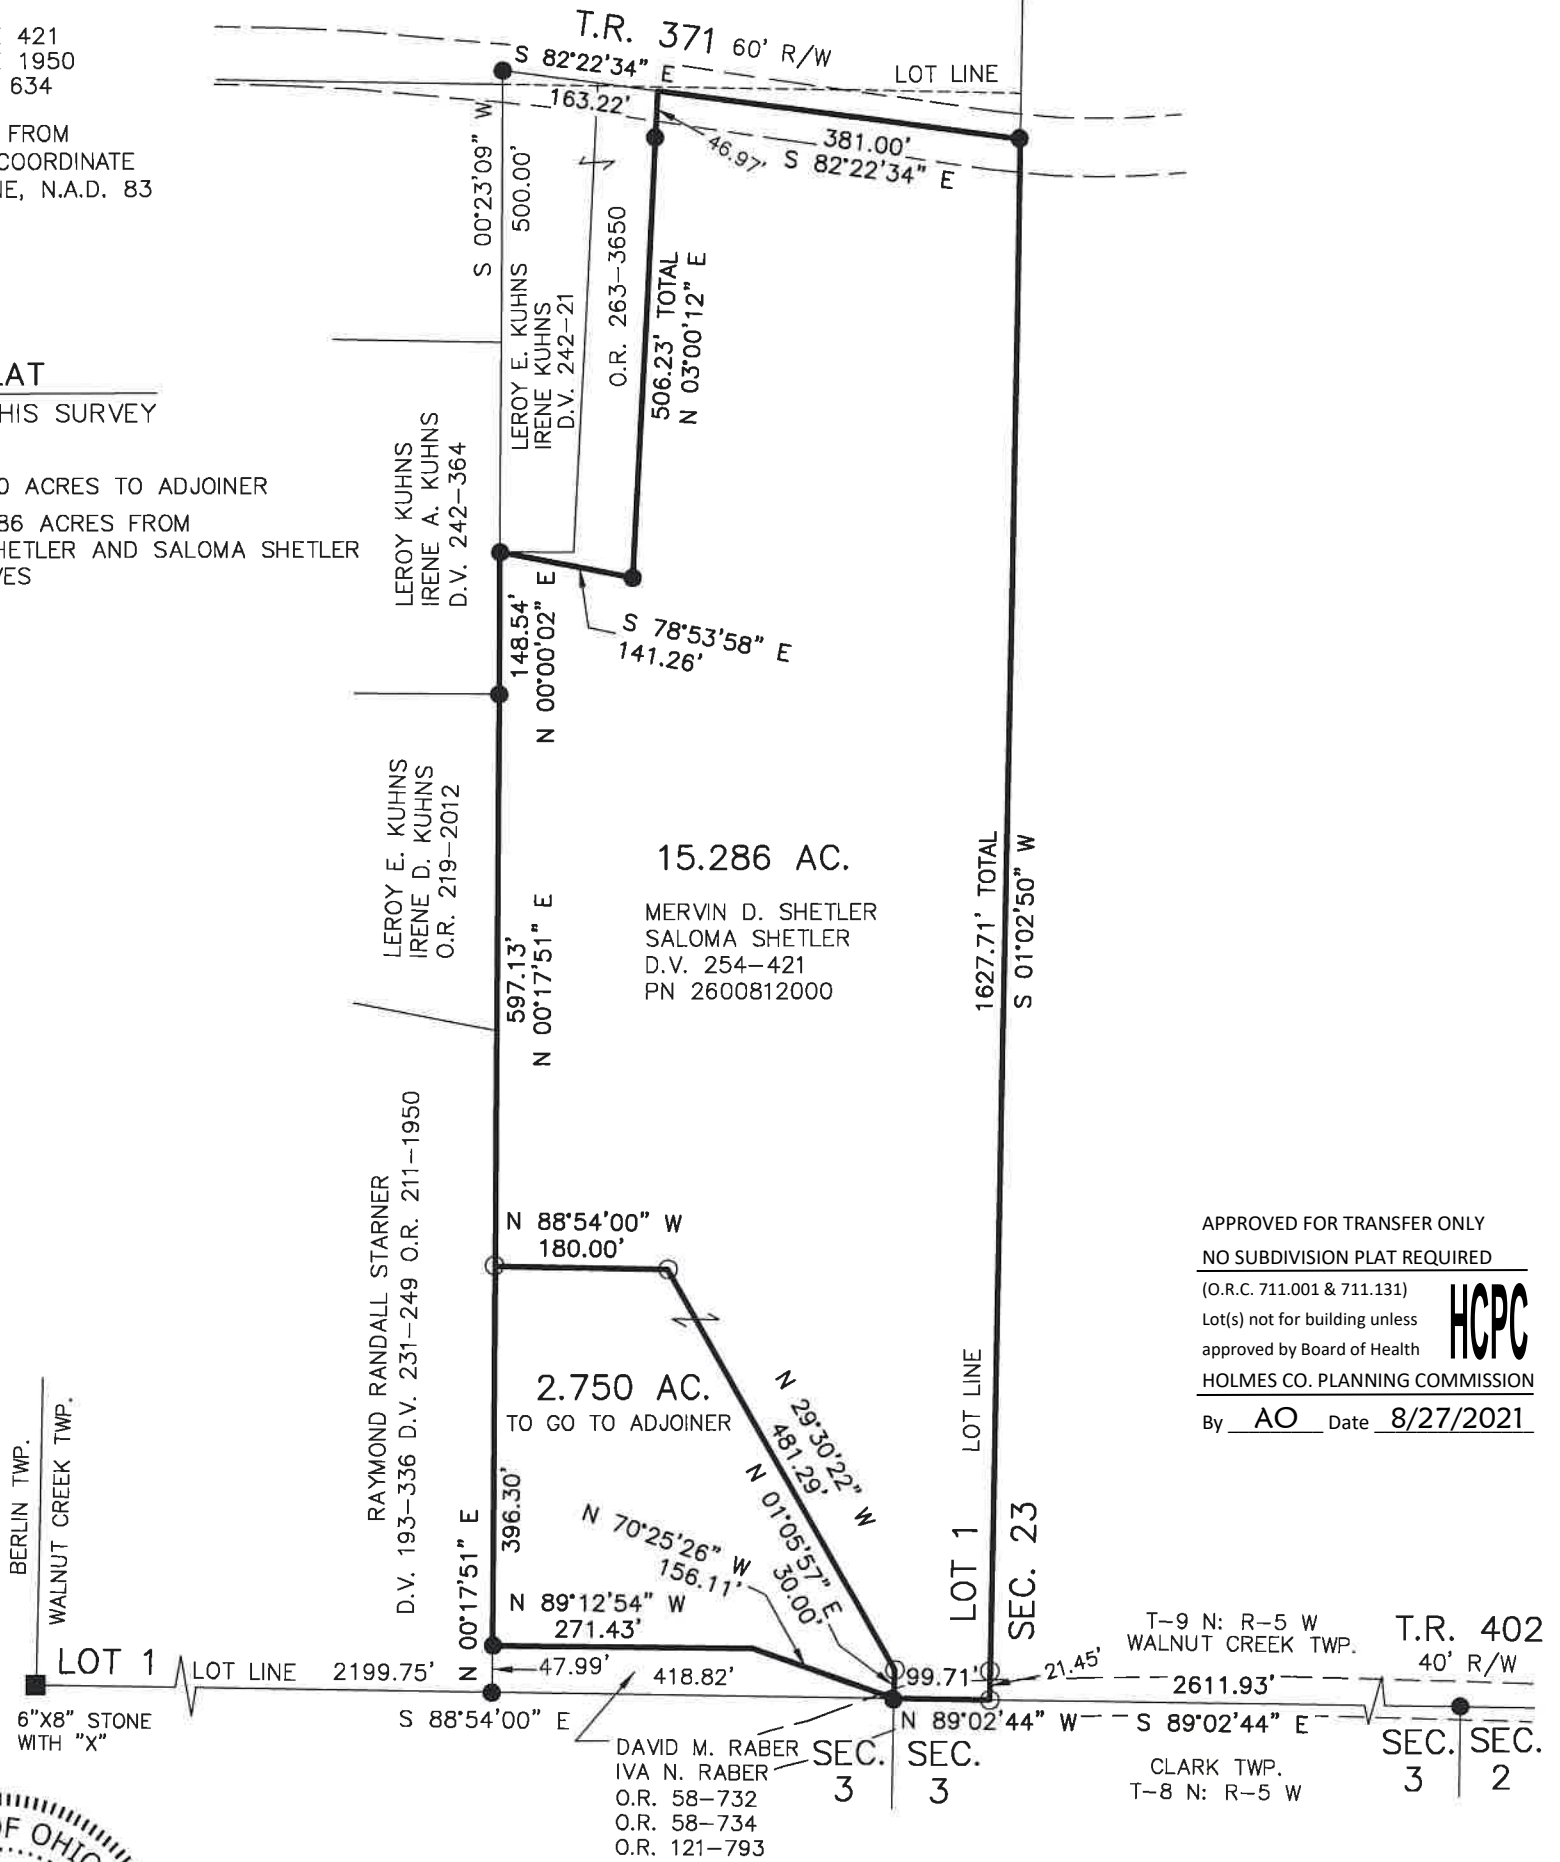 421
1950
634
FROM
COORDINATE
NE, N.A.D. 83
LAT
HIS SURVEY
0 ACRES TO ADJOINER
86 ACRES FROM
HETLER AND SALOMA SHETLER
VES
T.R. 371 60' R/W
LOT LINE
S 82°22'34" E
163.22'
381.00'
S 82°22'34" E
46.97'
S 00°23'09" W
500.00'
LEROY E. KUHNS
IRENE KUHNS
D.V. 242-21
O.R. 263-3650
506.23' TOTAL
N 03°00'12" E
LEROY KUHNS
IRENE A. KUHNS
D.V. 242-364
148.54'
N 00°00'02" E
S 78°53'58" E
141.26'
LEROY E. KUHNS
IRENE D. KUHNS
O.R. 219-2012
597.13'
N 00°17'51" E
15.286 AC.
MERVIN D. SHETLER
SALOMA SHETLER
D.V. 254-421
PN 2600812000
1627.71' TOTAL
S 01°02'50" W
RAYMOND RANDALL STARNER
D.V. 193-336 D.V. 231-249 O.R. 211-1950
N 88°54'00" W
180.00'
2.750 AC.
TO GO TO ADJOINER
N 29°30'22" W
481.29'
N 01°05'57" E
30.00'
N 70°25'26" W
156.11'
396.30'
N 00°17'51" E
N 89°12'54" W
271.43'
LOT LINE
LOT 1
SEC. 23
APPROVED FOR TRANSFER ONLY
NO SUBDIVISION PLAT REQUIRED
(O.R.C. 711.001 & 711.131)
Lot(s) not for building unless
approved by Board of Health
HCPC
HOLMES CO. PLANNING COMMISSION
By AO Date 8/27/2021
BERLIN TWP.
WALNUT CREEK TWP.
LOT 1
LOT LINE 2199.75'
47.99'
418.82'
99.71'
21.45'
T-9 N: R-5 W
WALNUT CREEK TWP.
T.R. 402
40' R/W
2611.93'
6"X8" STONE
WITH "X"
S 88°54'00" E
N 89°02'44" W
S 89°02'44" E
DAVID M. RABER
IVA N. RABER
O.R. 58-732
O.R. 58-734
O.R. 121-793
SEC. 3
SEC. 3
CLARK TWP.
T-8 N: R-5 W
SEC. 3
SEC. 2
OF OHIO